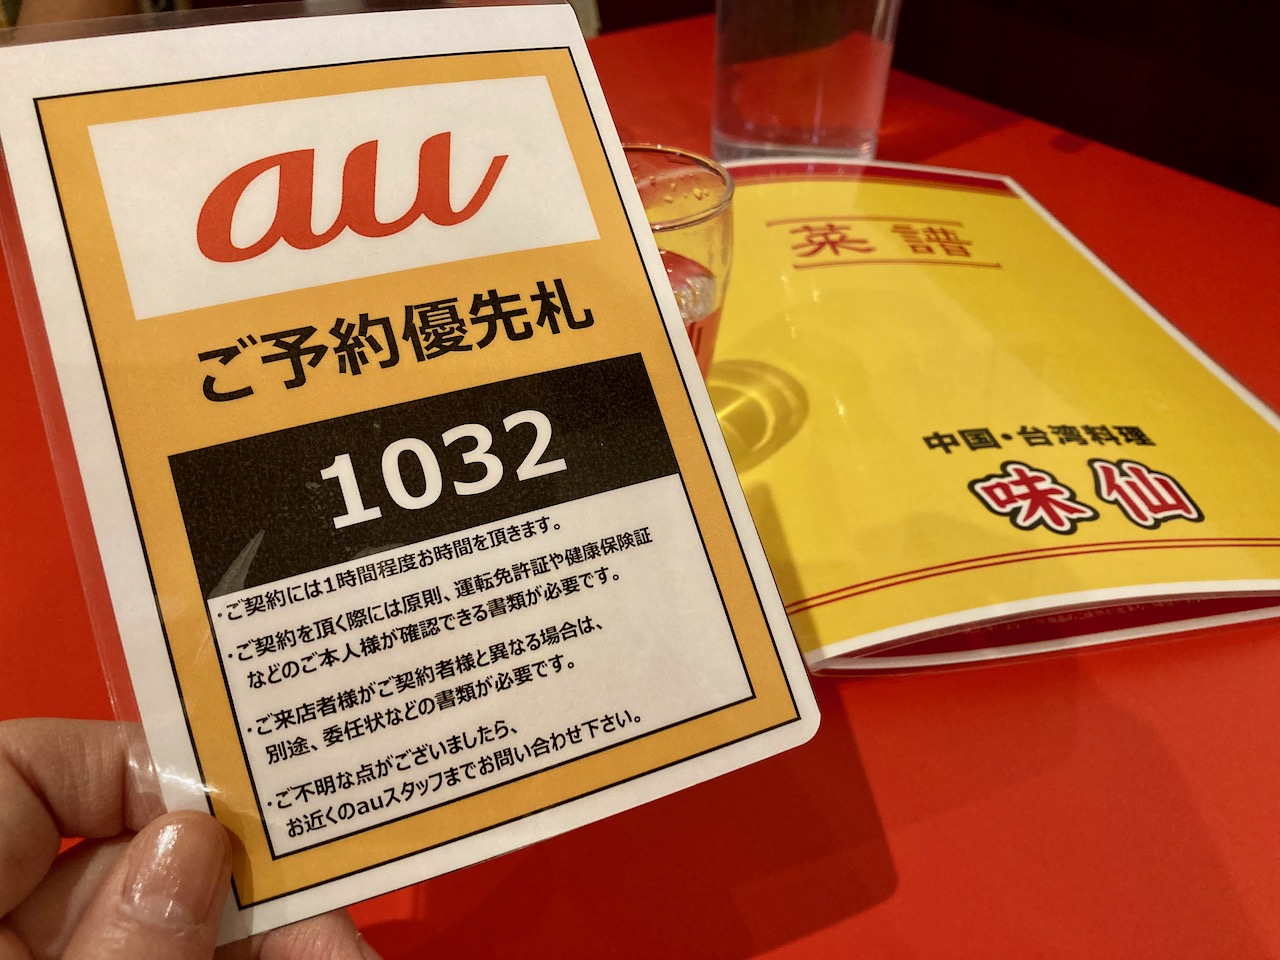 au
ご予約優先札
1032
・ご契約には1時間程度お時間を頂きます。
・ご契約を頂く際には原則、運転免許証や健康保険証
などのご本人様が確認できる書類が必要です。
・ご来店者様がご契約者様と異なる場合は、
別途、委任状などの書類が必要です。
・ご不明な点がございましたら、
お近くのauスタッフまでお問い合わせ下さい。
菜譜
中国・台湾料理
味仙